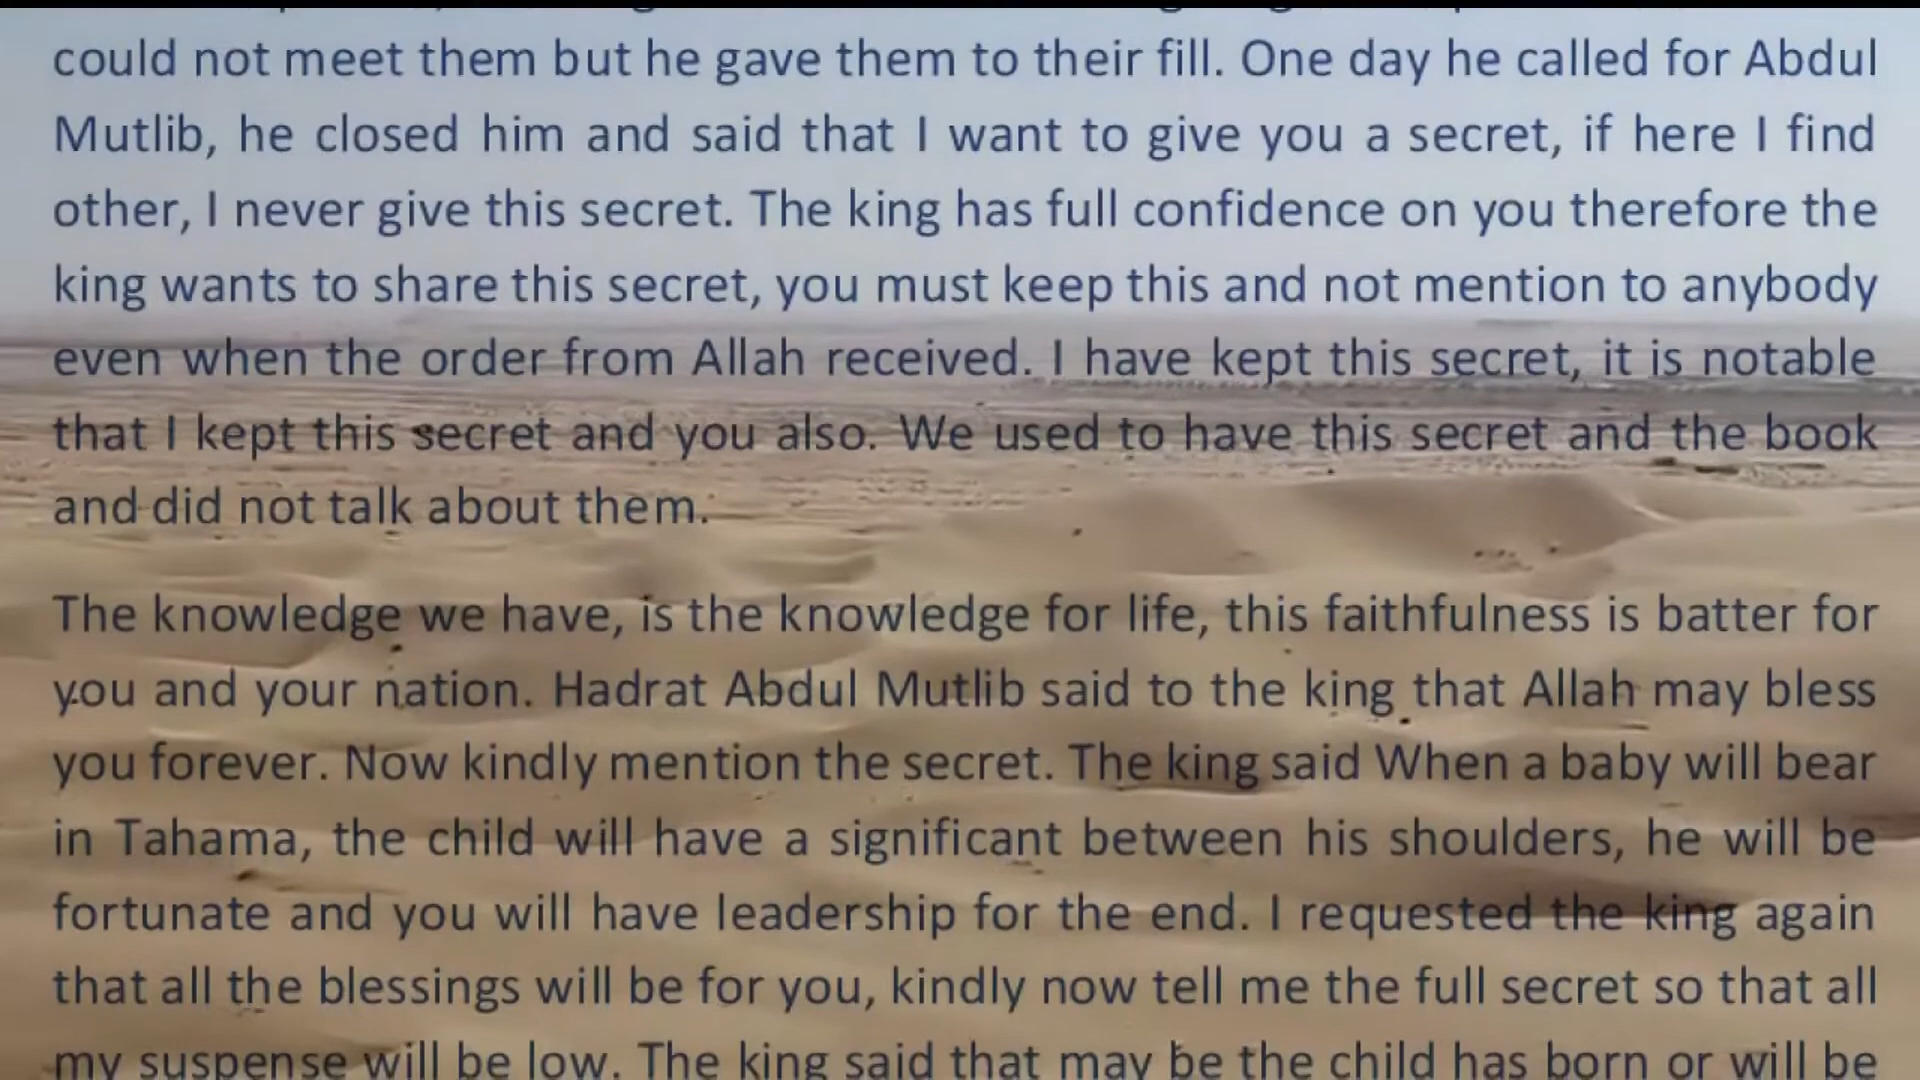 could not meet them but he gave them to their fill. One day he called for Abdul
Mutlib, he closed him and said that I want to give you a secret, if here I find
other, I never give this secret. The king has full confidence on you therefore the
king wants to share this secret, you must keep this and not mention to anybody
even when the order from Allah received. I have kept this secret, it is notable
that I kept this secret and you also. We used to have this secret and the book
and did not talk about them.
The knowledge we have, is the knowledge for life, this faithfulness is batter for
you and your nation. Hadrat Abdul Mutlib said to the king that Allah may bless
you forever. Now kindly mention the secret. The king said When a baby will bear
in Tahama, the child will have a significant between his shoulders, he will be
fortunate and you will have leadership for the end. I requested the king again
that all the blessings will be for you, kindly now tell me the full secret so that all
my suspense will be low. The king said that may be the child has born or will be